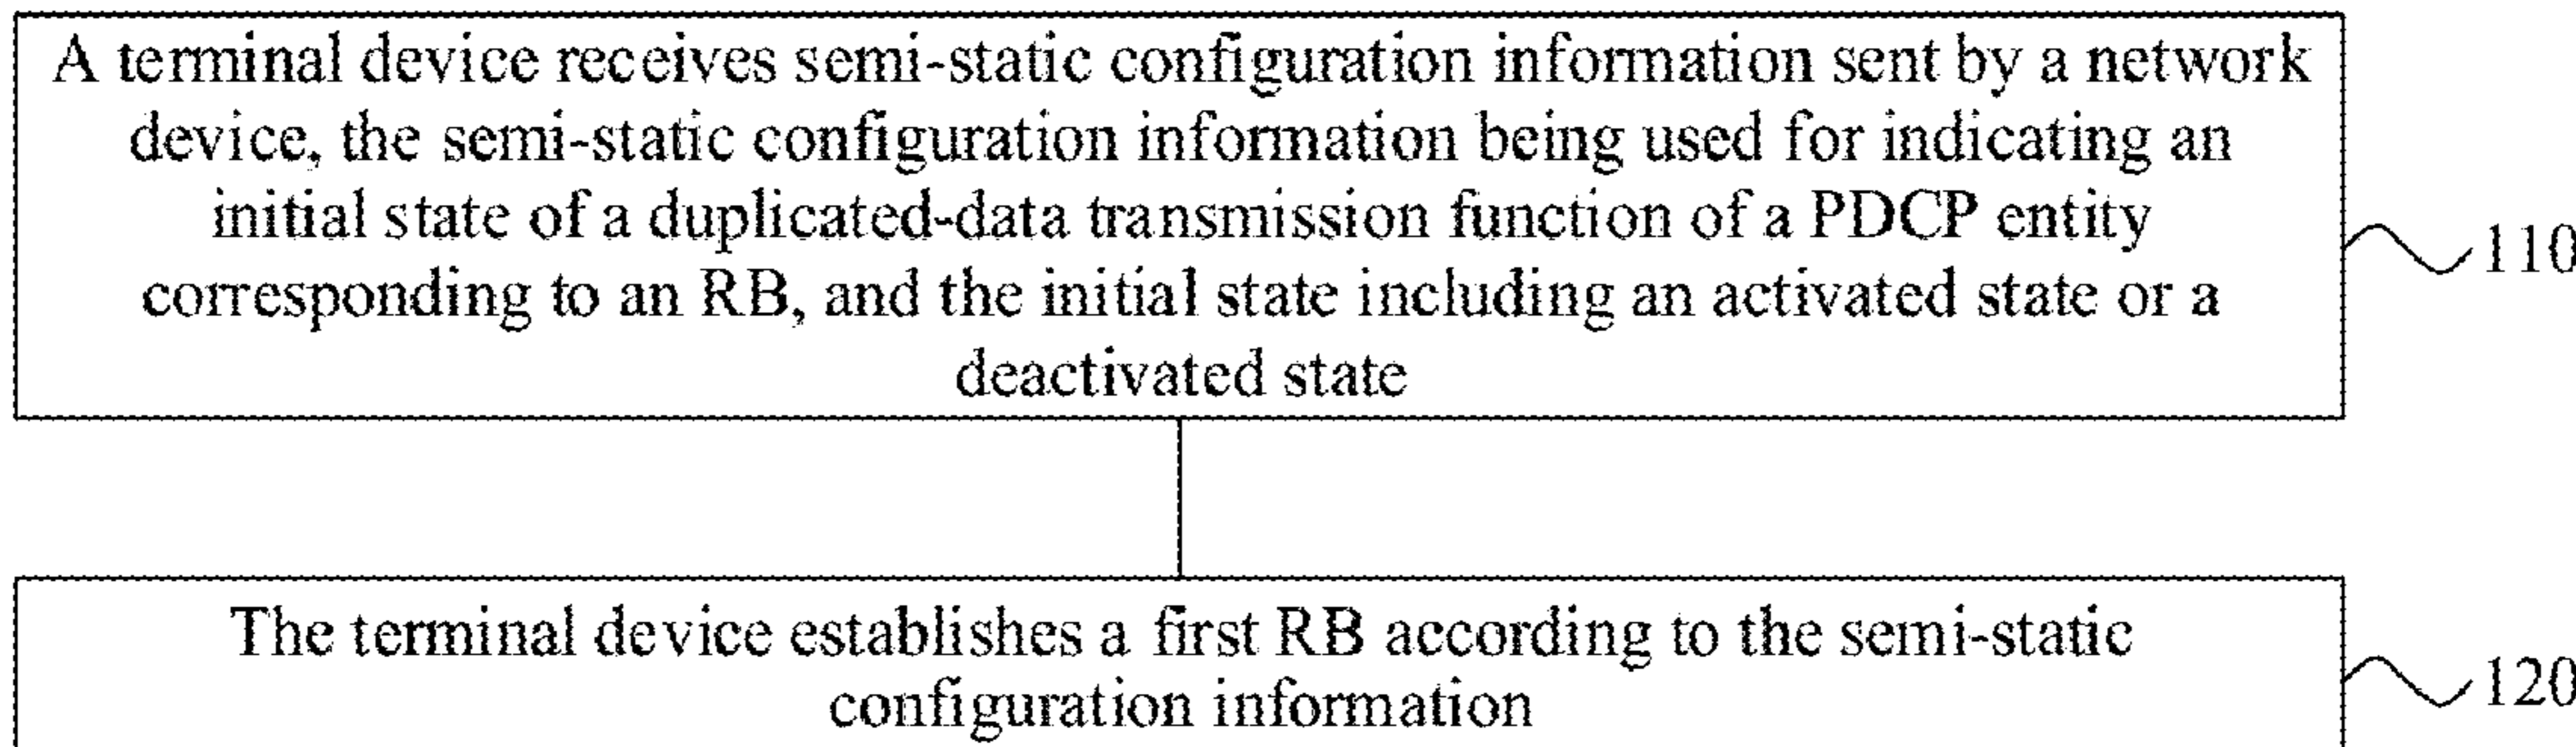 A terminal device receives semi-static configuration information sent by a network
device, the semi-static configuration information being used for indicating an
initial state of a duplicated-data transmission function of a PDCP entity
corresponding to an RB, and the initial state including an activated state or a
deactivated state
110
The terminal device establishes a first RB according to the semi-static
configuration information
120